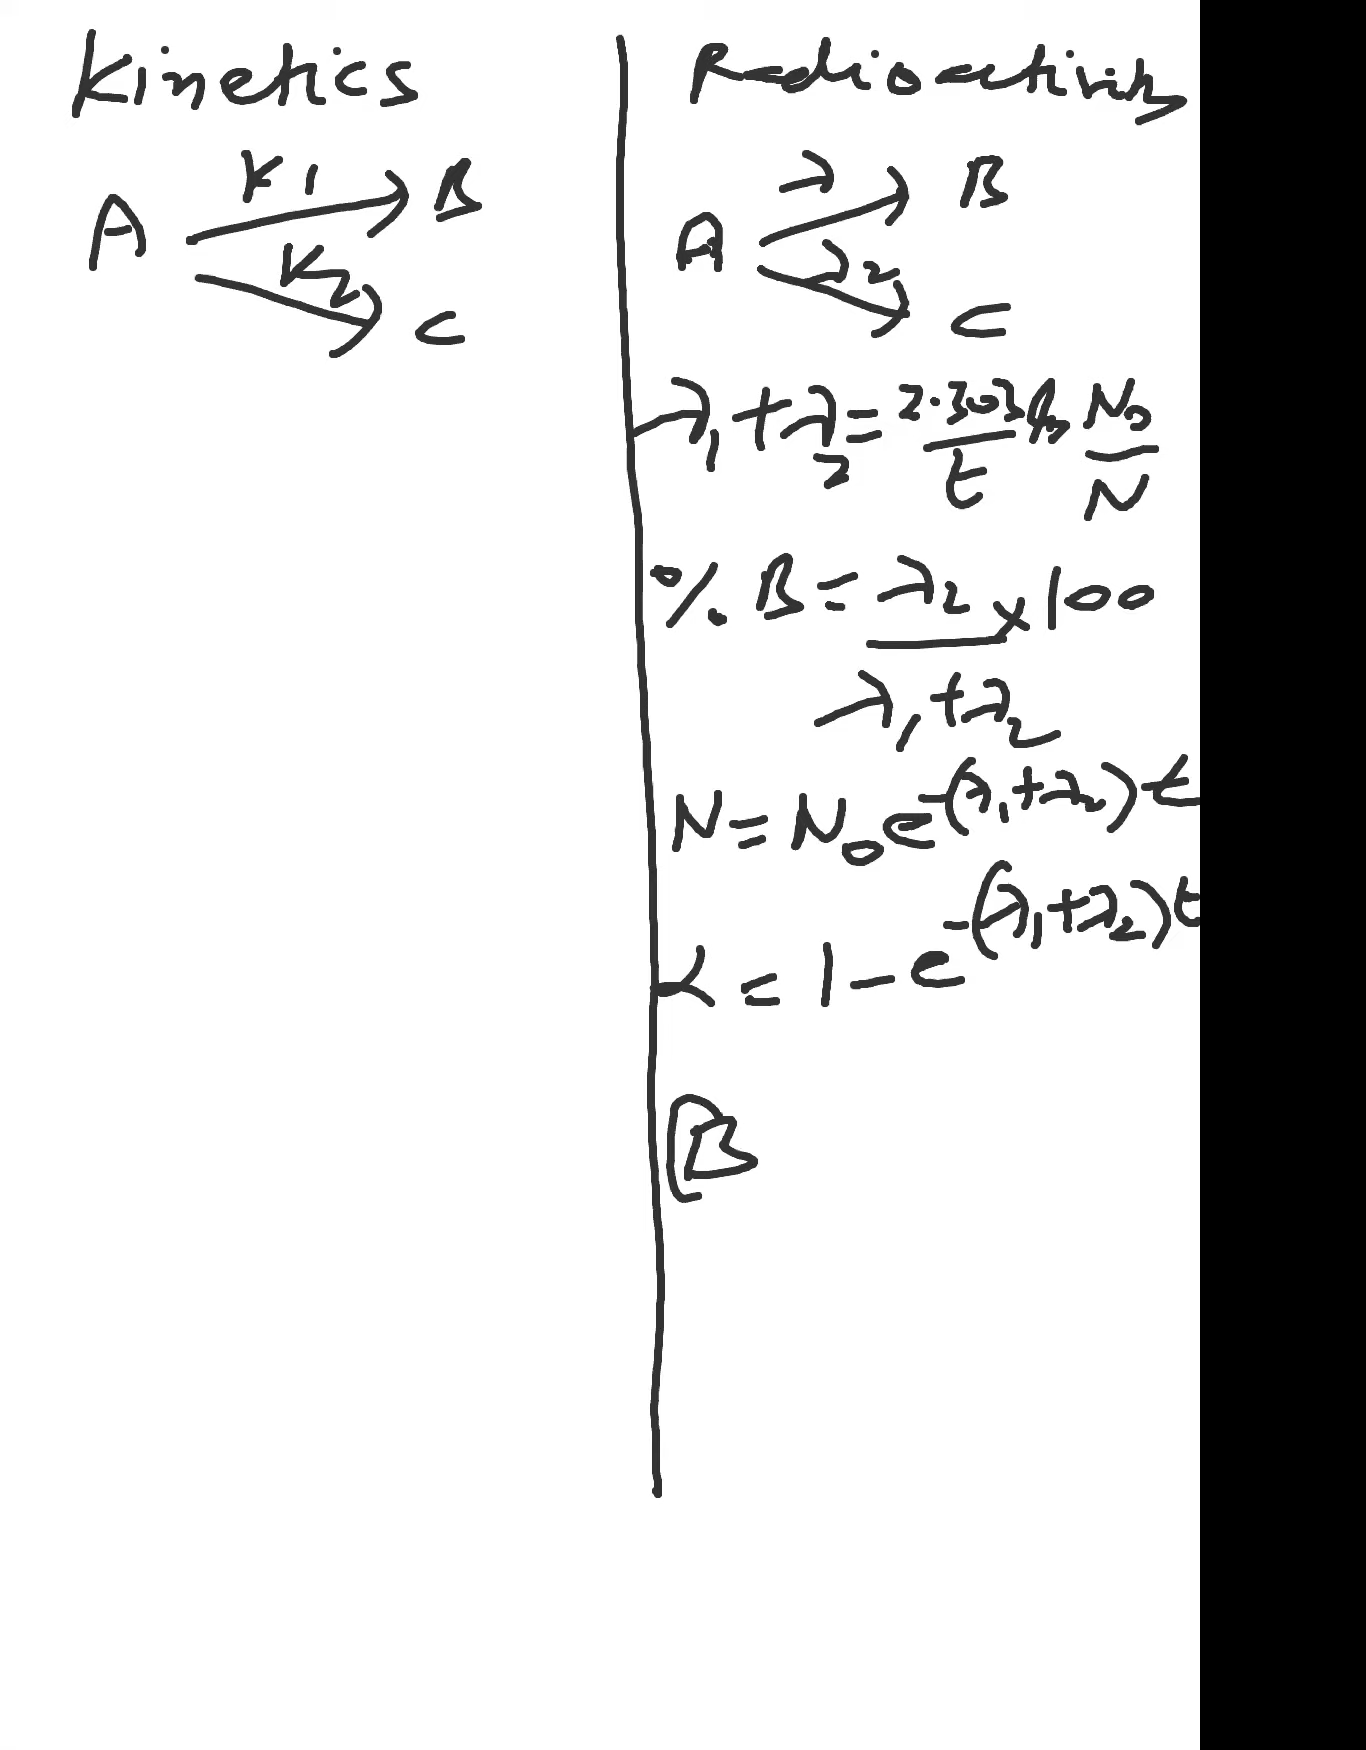 Kinetics
A K1 B
K2 C
Radioactivity
A λ B
λ2 C
λ1 + λ2 = 2.303/t log N0/N
% B = λ2/(λ1 + λ2) × 100
N = N0 e^-(λ1+λ2)t
α = 1 - e^-(λ1+λ2)t
[B